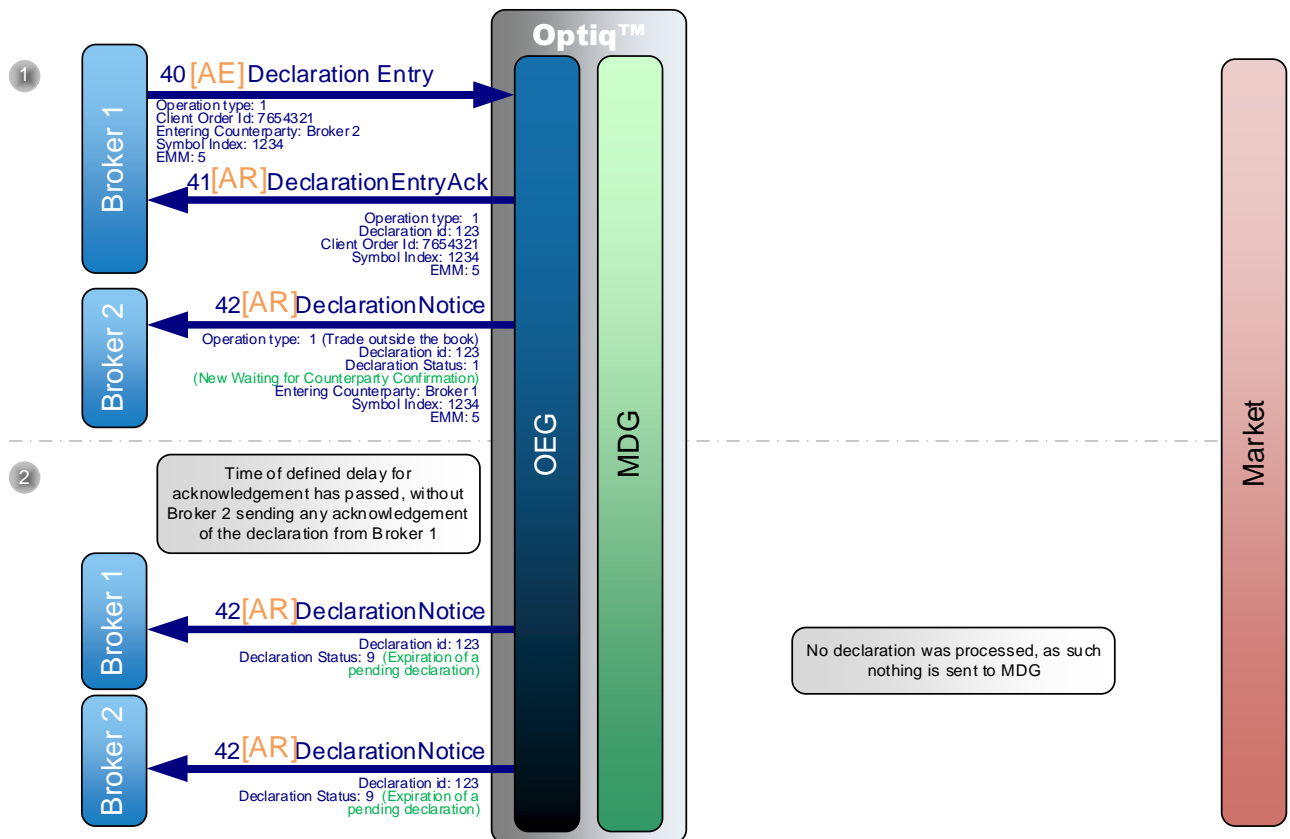 Optiq™
1
Broker 1
40 [AE] Declaration Entry
Operation type: 1
Client Order Id: 7654321
Entering Counterparty: Broker 2
Symbol Index: 1234
EMM: 5
41 [AR] DeclarationEntryAck
Operation type: 1
Declaration id: 123
Client Order Id: 7654321
Symbol Index: 1234
EMM: 5
Broker 2
42 [AR] DeclarationNotice
Operation type: 1 (Trade outside the book)
Declaration id: 123
Declaration Status: 1
(New Waiting for Counterparty Confirmation)
Entering Counterparty: Broker 1
Symbol Index: 1234
EMM: 5
OEG
MDG
Market
2
Time of defined delay for
acknowledgement has passed, without
Broker 2 sending any acknowledgement
of the declaration from Broker 1
Broker 1
42 [AR] DeclarationNotice
Declaration id: 123
Declaration Status: 9 (Expiration of a
pending declaration)
No declaration was processed, as such
nothing is sent to MDG
Broker 2
42 [AR] DeclarationNotice
Declaration id: 123
Declaration Status: 9 (Expiration of a
pending declaration)